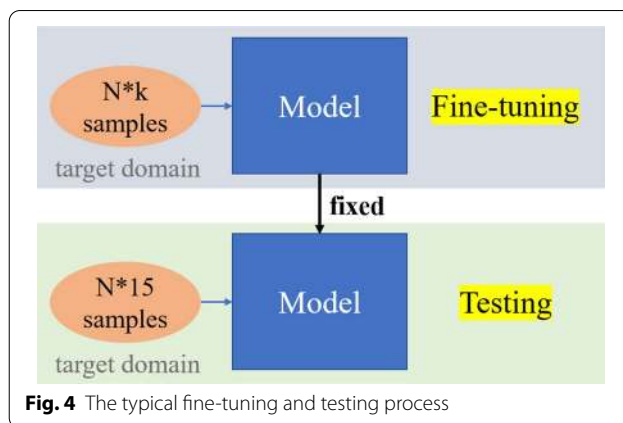 N*k
samples
target domain
Model
Fine-tuning
fixed
N*15
samples
target domain
Model
Testing
Fig. 4 The typical fine-tuning and testing process